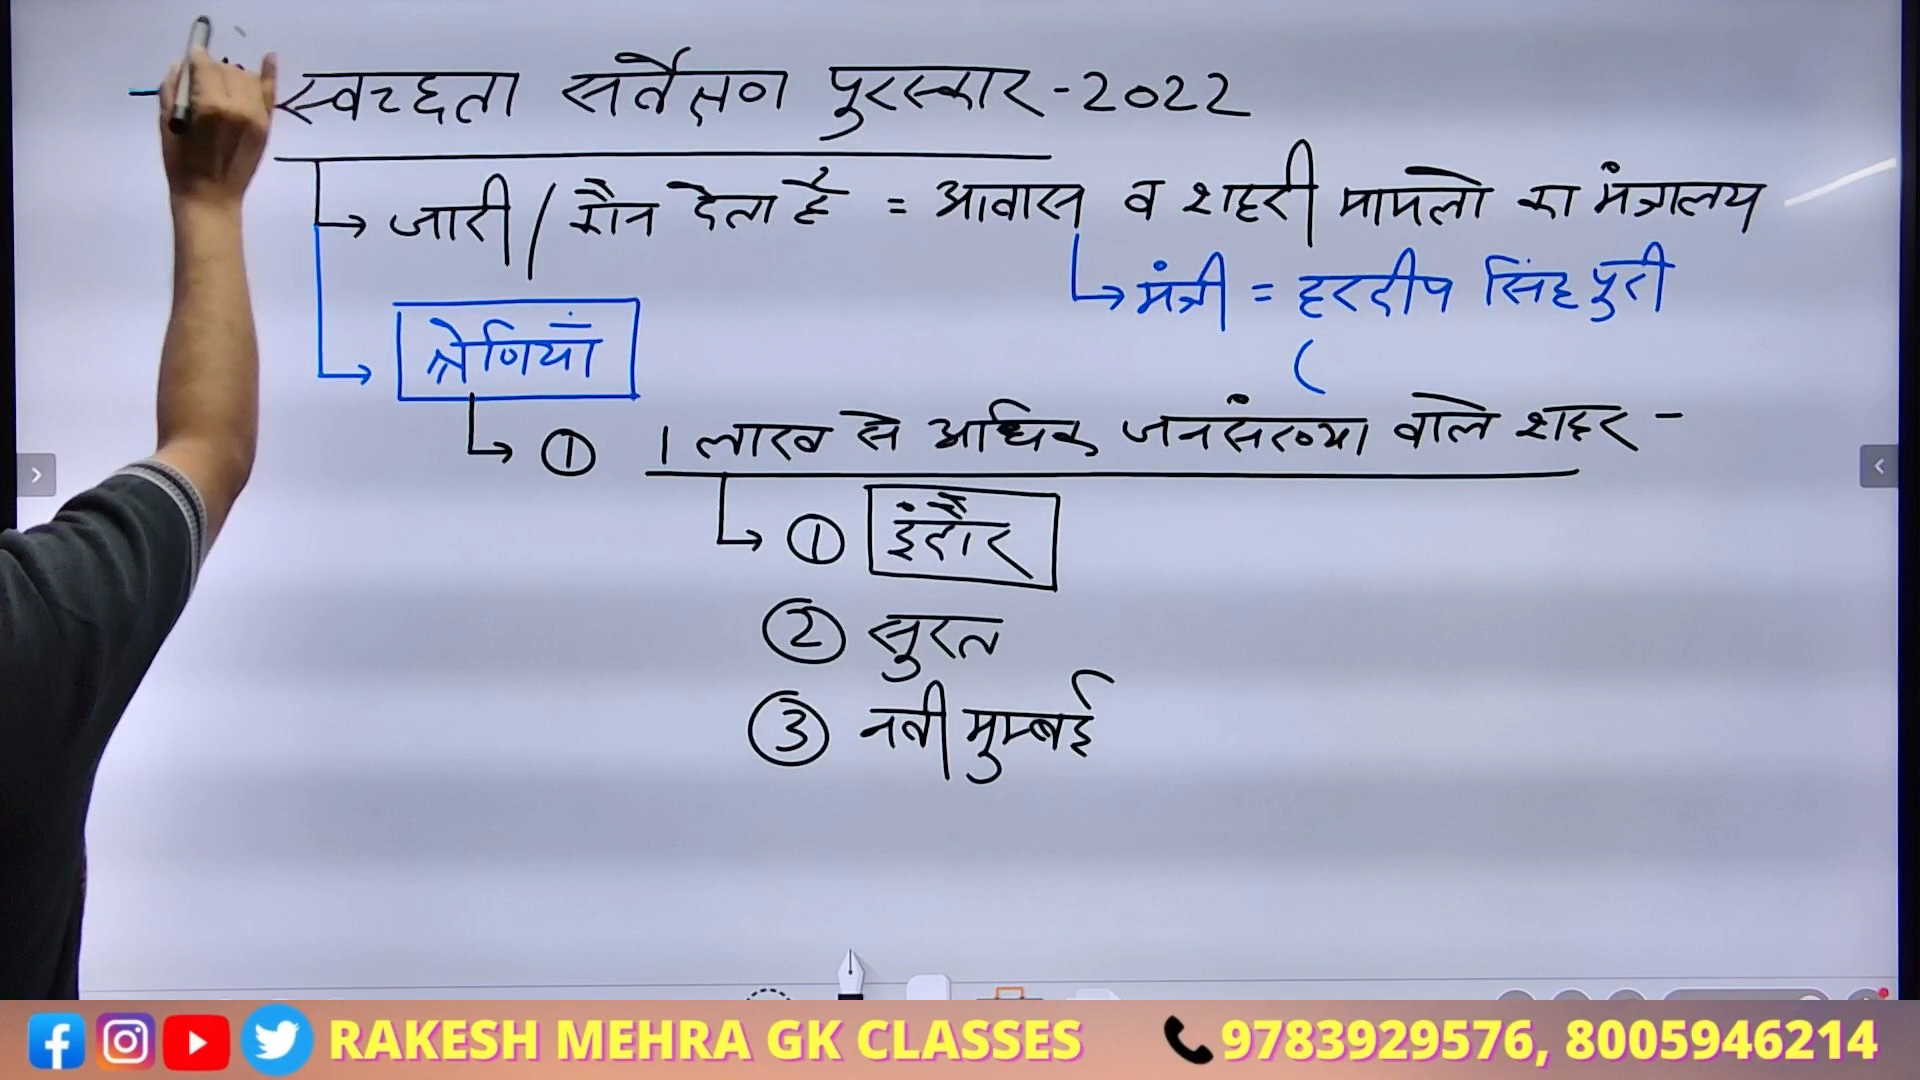 स्वच्छता सर्वेक्षण पुरस्कार - 2022
जारी / कौन देता है = आवास व शहरी मामलो का मंत्रालय
मंत्री = हरदीप सिंह पुरी
(
श्रेणियाँ
① 1 लाख से अधिक जनसंख्या वाले शहर -
① इंदौर
② सुरत
③ नवी मुम्बई
RAKESH MEHRA GK CLASSES 9783929576, 8005946214